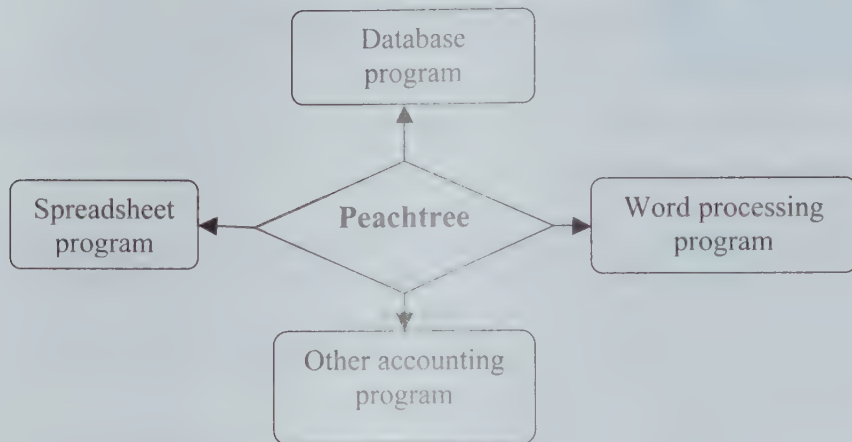 Database
program
Spreadsheet
program
Peachtree
Word processing
program
Other accounting
program